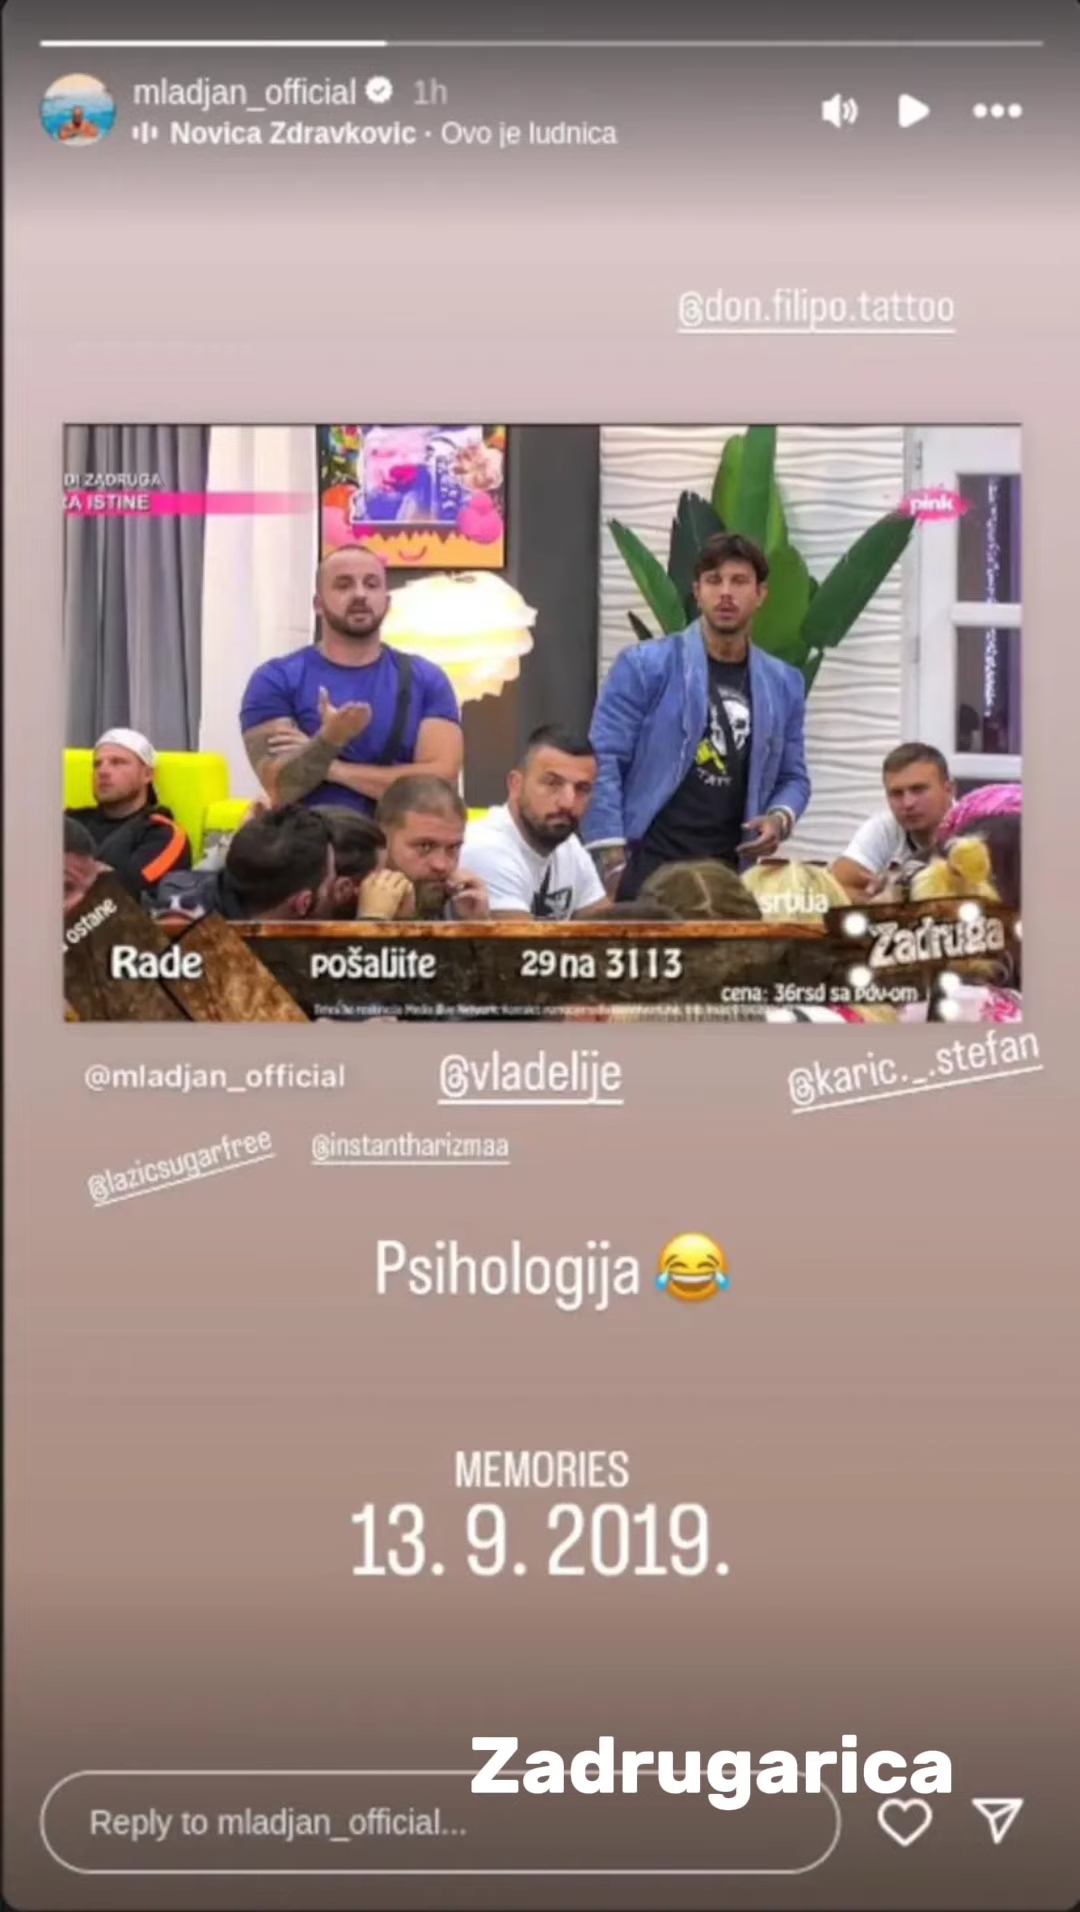 mladjan_official 1h
Novica Zdravkovic · Ovo je ludnica
@don.filipo.tattoo
DI ZADRUGA
ZA ISTINE
pink
ostane
srbija
Zadruga
Rade pošaljite 29 na 3113
cena: 36rsd sa pdv-om
@mladjan_official @vladelije @karic._.stefan
@lazicsugarfree @instantharizmaa
Psihologija 😂
MEMORIES
13. 9. 2019.
Zadrugarica
Reply to mladjan_official...